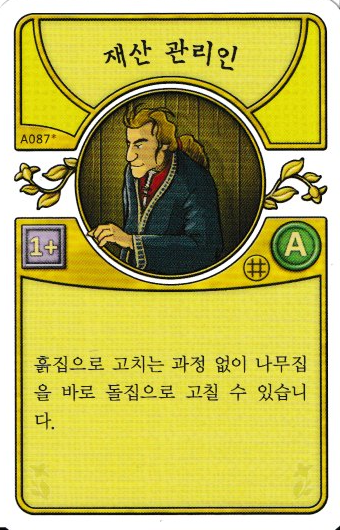 재산 관리인
A087*
1+
A
흙집으로 고치는 과정 없이 나무집
을 바로 돌집으로 고칠 수 있습니
다.